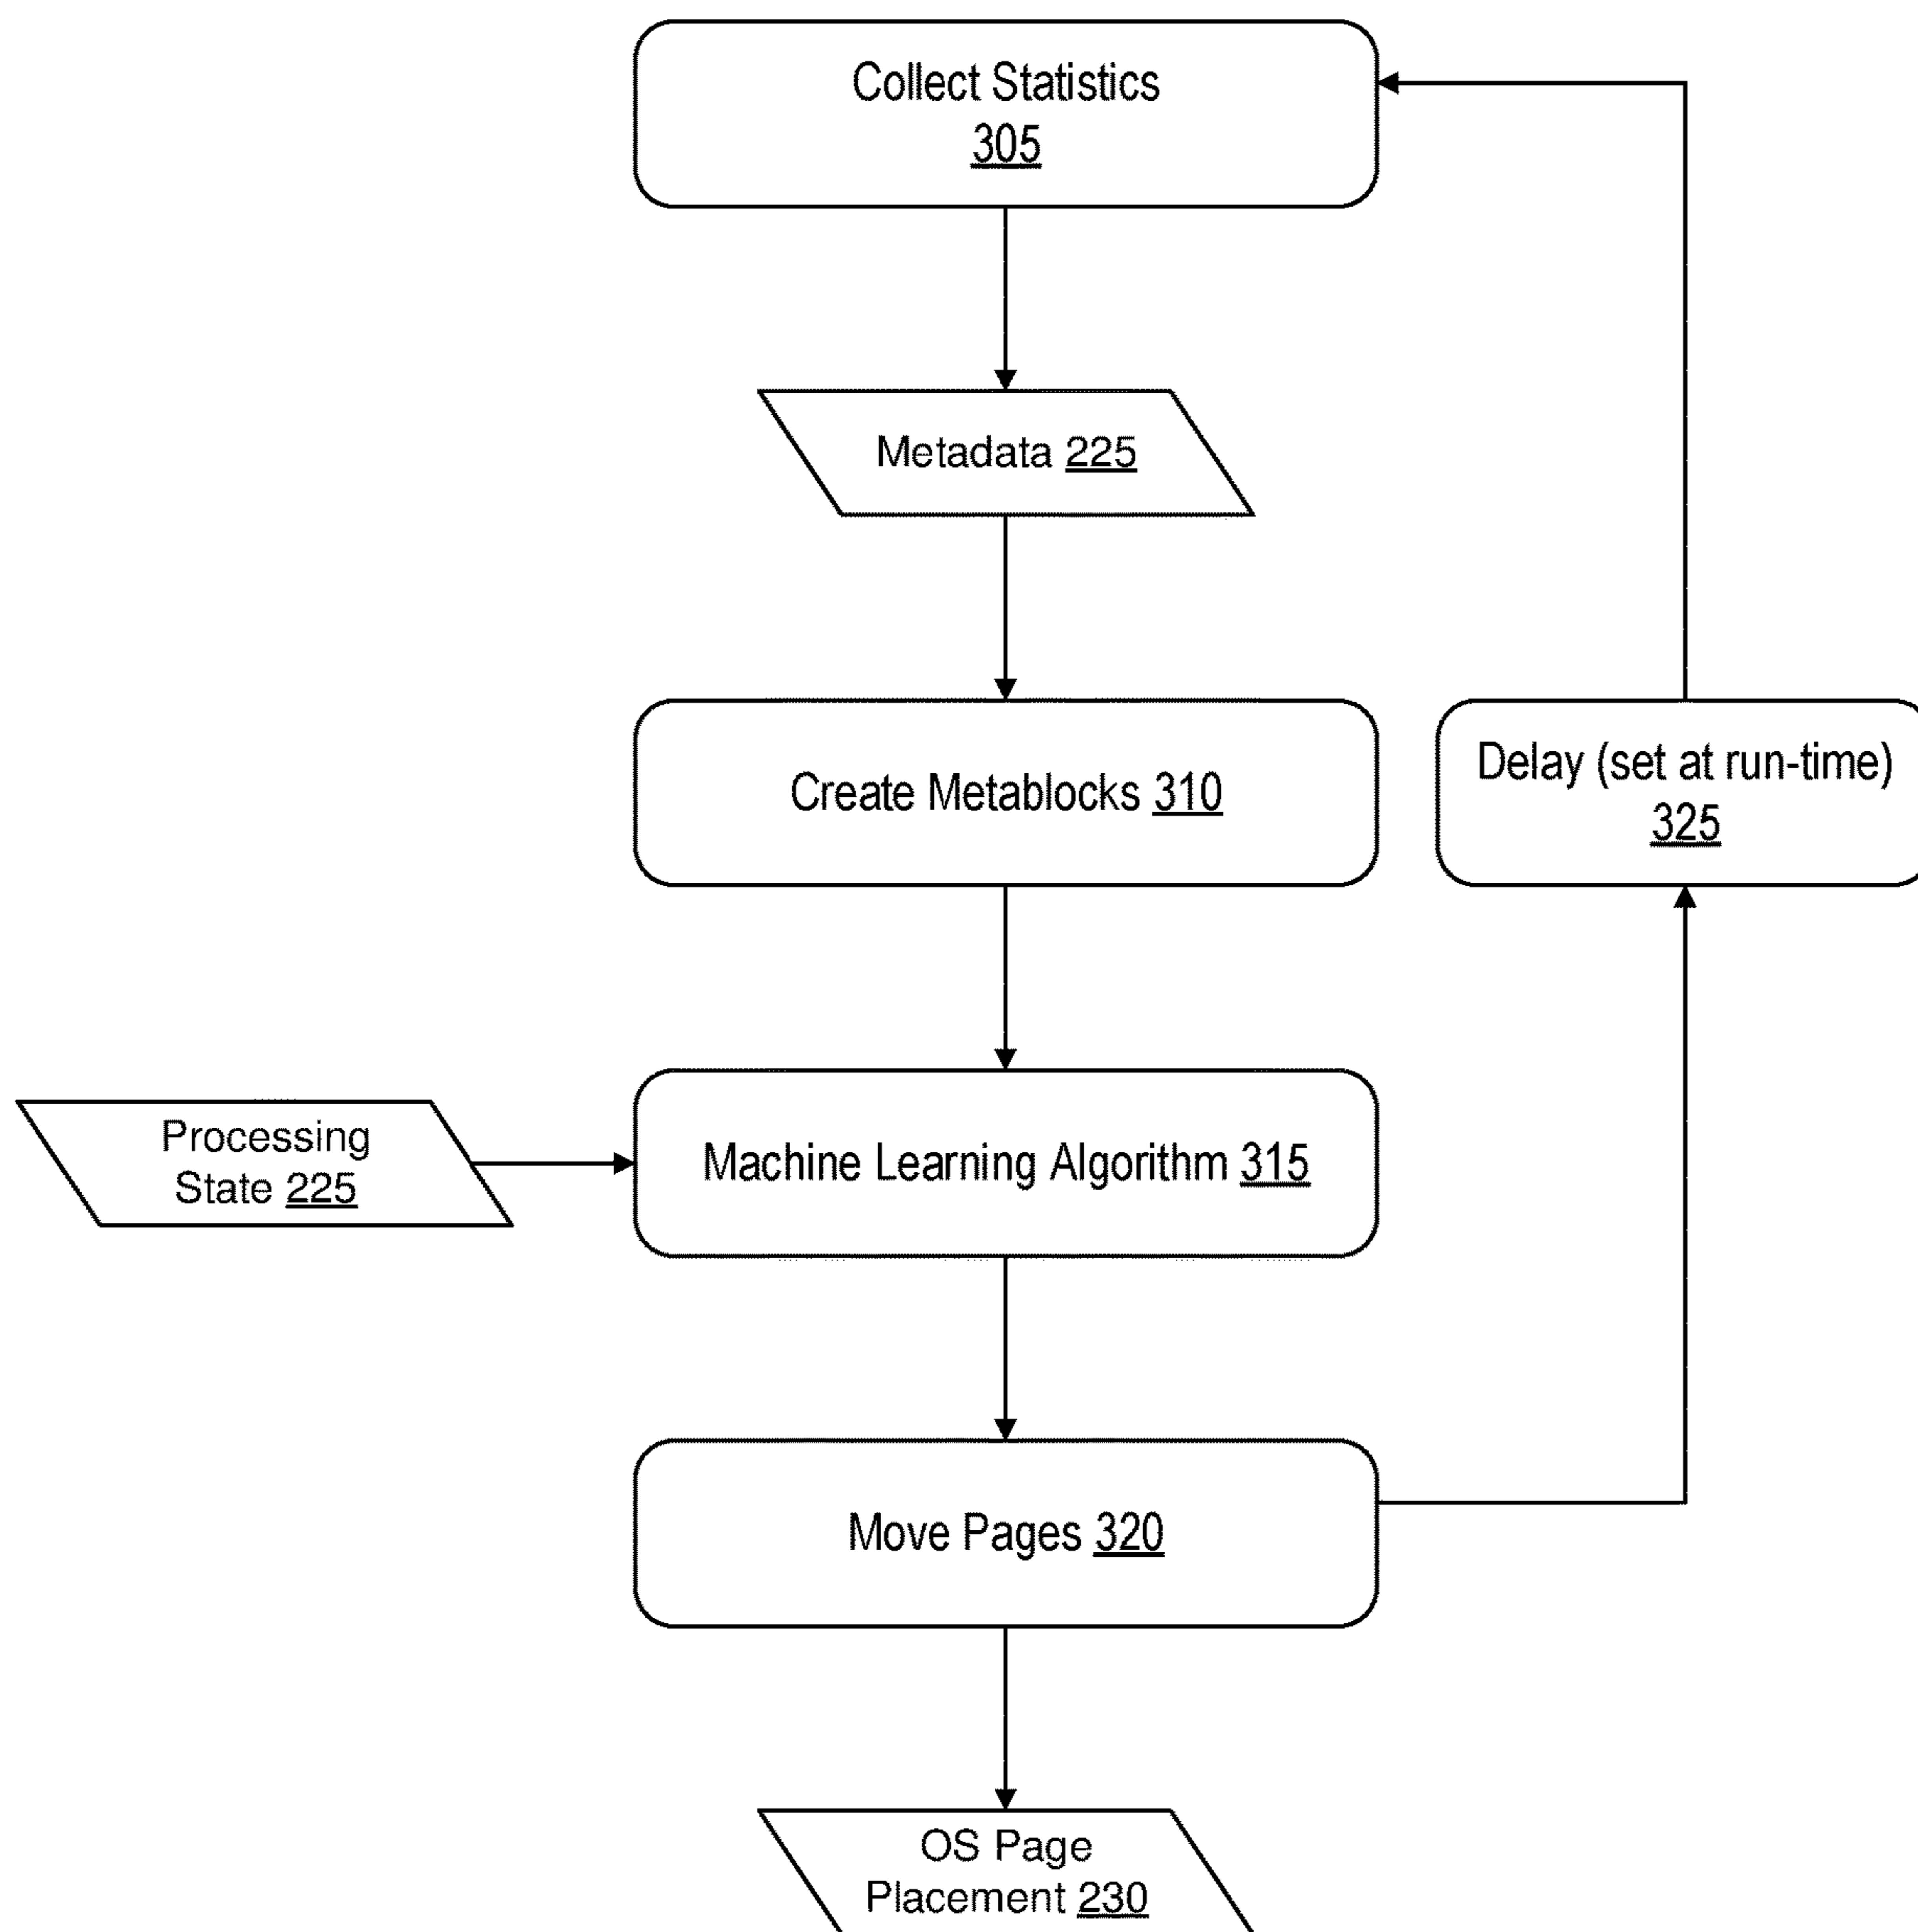 Collect Statistics
305
Metadata 225
Create Metablocks 310
Delay (set at run-time)
325
Processing
State 225
Machine Learning Algorithm 315
Move Pages 320
OS Page
Placement 230